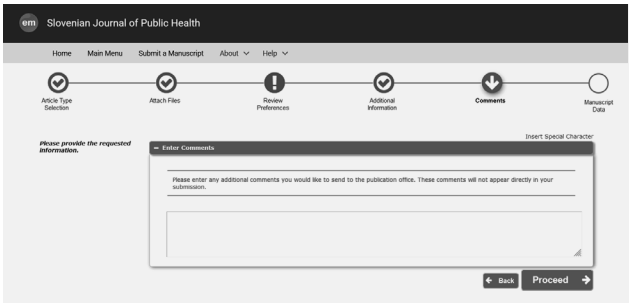 em Slovenian Journal of Public Health
Home Main Menu Submit a Manuscript About Help
Article Type
Selection
Attach Files
Review
Preferences
Additional
Information
Comments
Manuscript
Data
Insert Special Character
Please provide the requested
information.
Enter Comments
Please enter any additional comments you would like to send to the publication office. These comments will not appear directly in your
submission.
Back Proceed